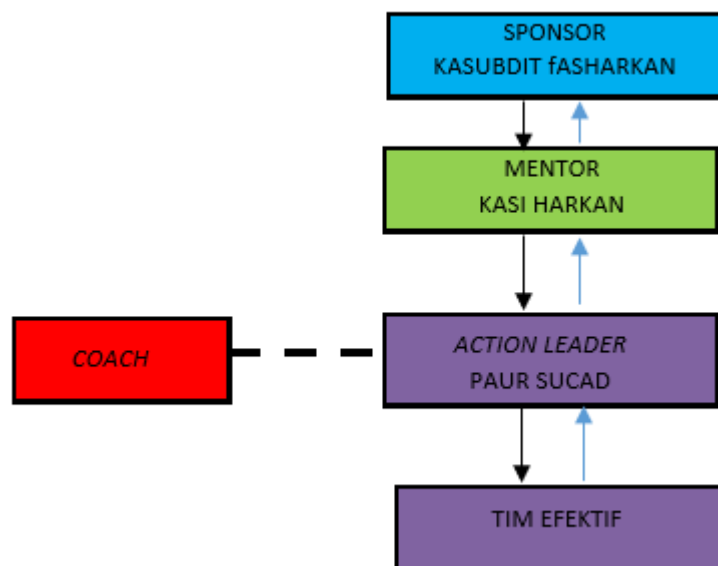 SPONSOR
KASUBDIT fASHARKAN
MENTOR
KASI HARKAN
COACH
ACTION LEADER
PAUR SUCAD
TIM EFEKTIF